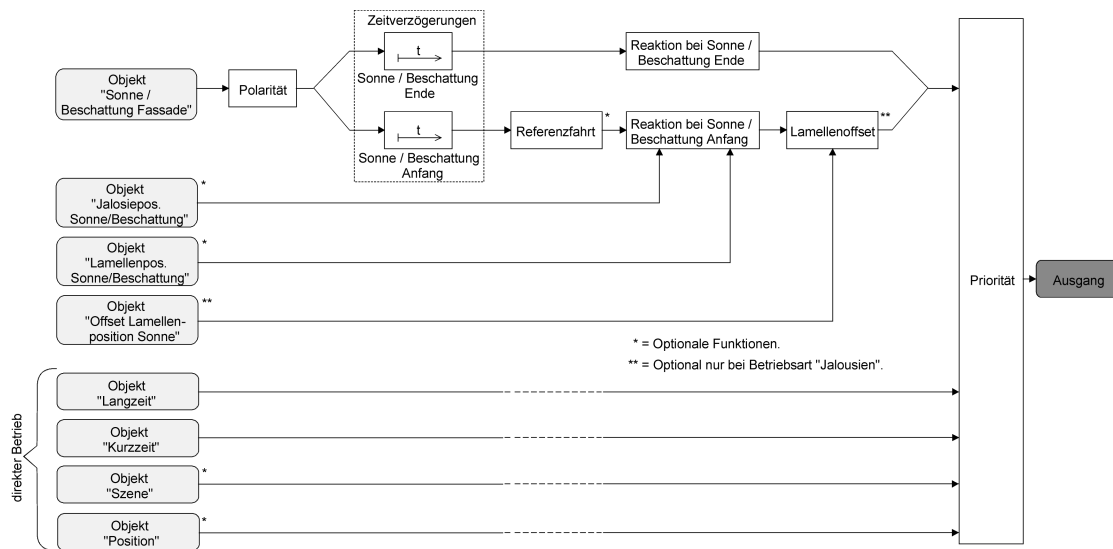 Zeitverzögerungen
t
Sonne / Beschattung
Ende
Reaktion bei Sonne /
Beschattung Ende
Objekt
"Sonne /
Beschattung Fassade"
Polarität
t
Sonne / Beschattung
Anfang
Referenzfahrt
*
Reaktion bei Sonne /
Beschattung Anfang
Lamellenoffset
**
Objekt
"Jalosiepos.
Sonne/Beschattung"
*
Objekt
"Lamellenpos.
Sonne/Beschattung"
*
Objekt
"Offset Lamellen-
position Sonne"
**
Priorität
Ausgang
* = Optionale Funktionen.
** = Optional nur bei Betriebsart "Jalousien".
direkter Betrieb
Objekt
"Langzeit"
Objekt
"Kurzzeit"
Objekt
"Szene"
*
Objekt
"Position"
*